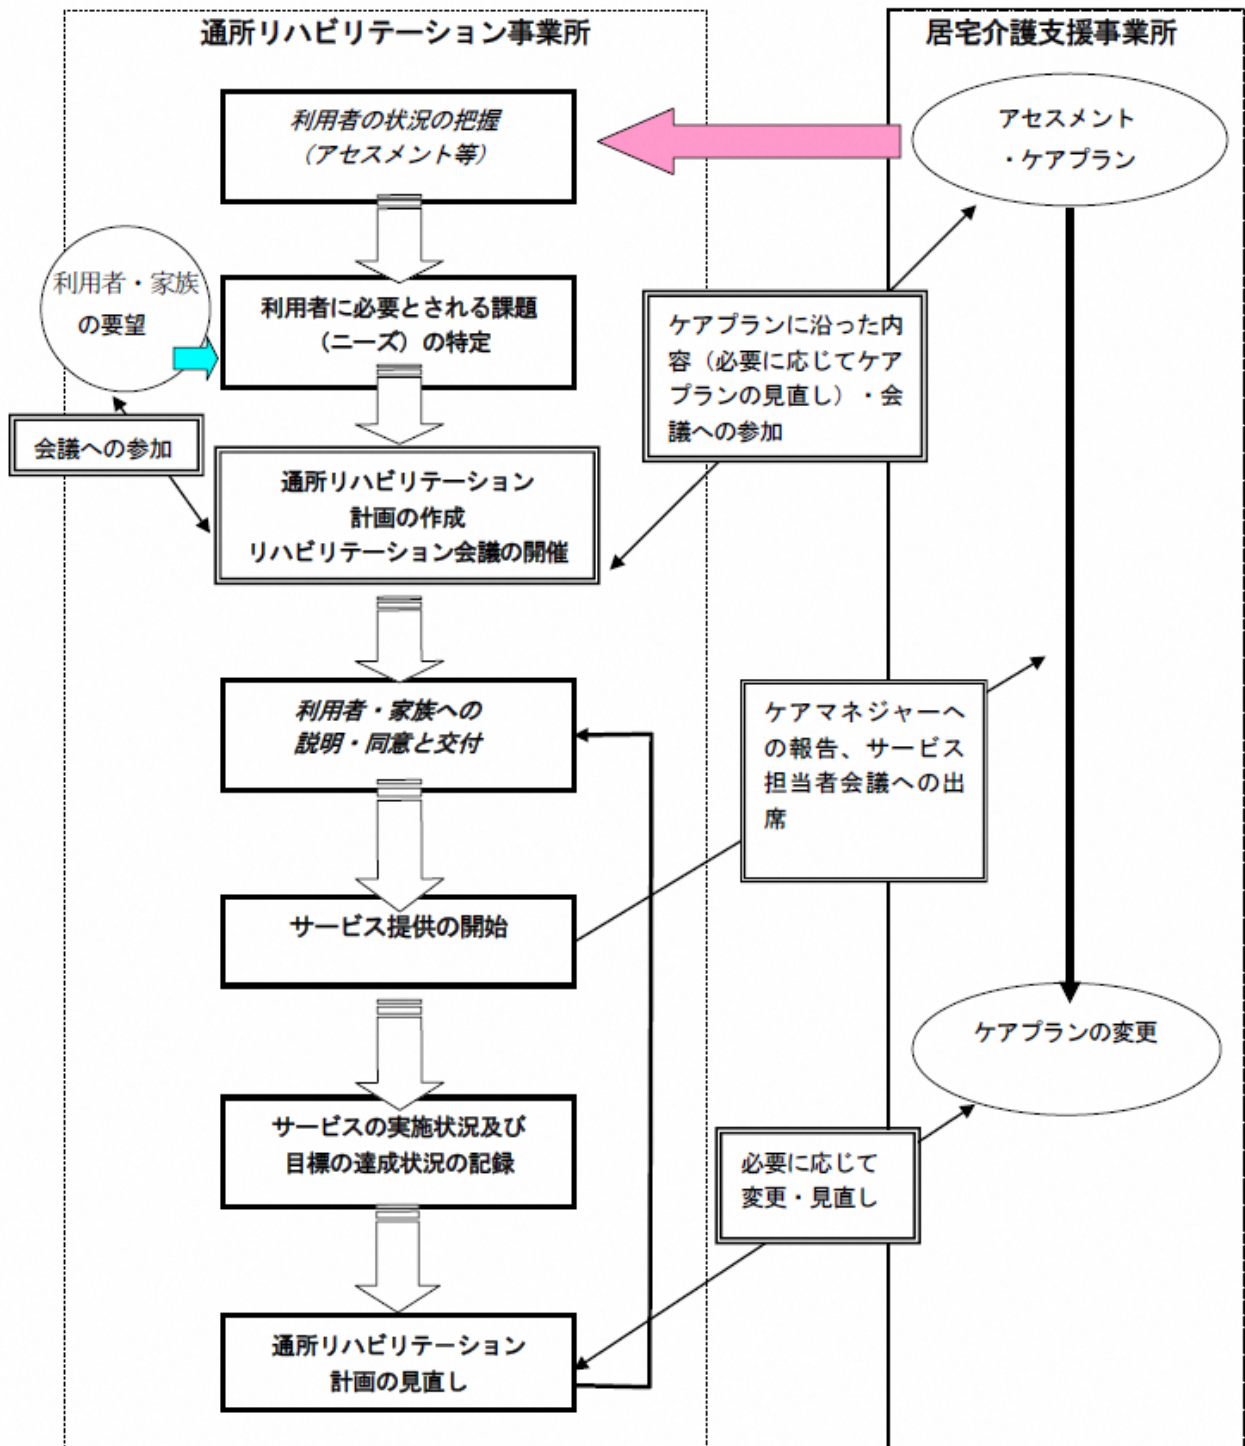 通所リハビリテーション事業所
居宅介護支援事業所
利用者の状況の把握
（アセスメント等）
アセスメント
・ケアプラン
利用者・家族
の要望
利用者に必要とされる課題
（ニーズ）の特定
ケアプランに沿った内
容（必要に応じてケア
プランの見直し）・会
議への参加
会議への参加
通所リハビリテーション
計画の作成
リハビリテーション会議の開催
利用者・家族への
説明・同意と交付
ケアマネジャーへ
の報告、サービス
担当者会議への出
席
サービス提供の開始
ケアプランの変更
サービスの実施状況及び
目標の達成状況の記録
必要に応じて
変更・見直し
通所リハビリテーション
計画の見直し